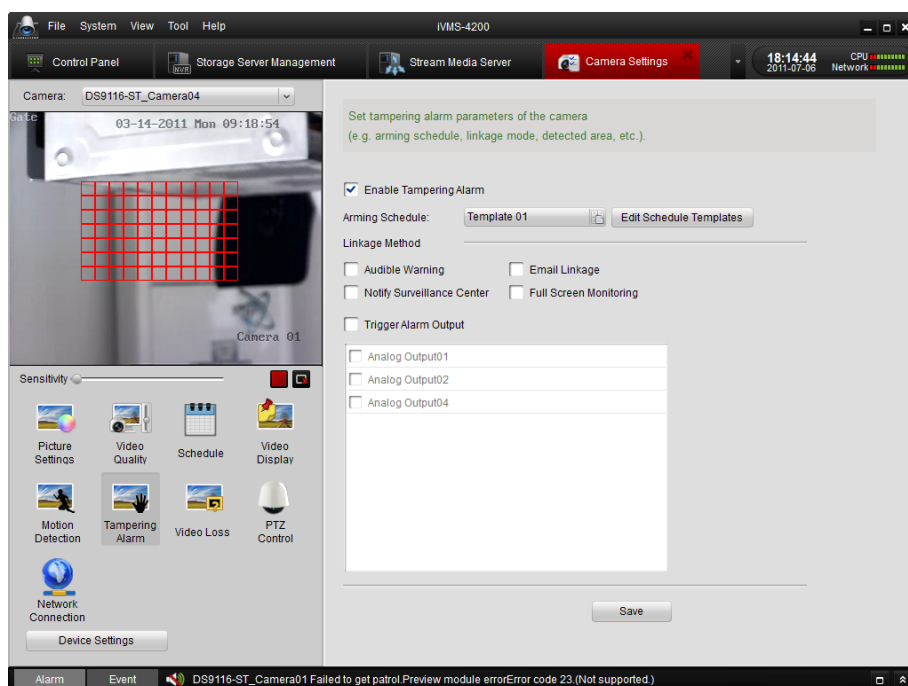 File System View Tool Help iVMS-4200
Control Panel Storage Server Management Stream Media Server Camera Settings 18:14:44 CPU
NVR 2011-07-06 Network
Camera: DS9116-ST_Camera04
Gate 03-14-2011 Mon 09:18:54
Camera 01
Sensitivity
Picture Settings
Video Quality
Schedule
Video Display
Motion Detection
Tampering Alarm
Video Loss
PTZ Control
Network Connection
Device Settings
Set tampering alarm parameters of the camera
(e.g. arming schedule, linkage mode, detected area, etc.).
Enable Tampering Alarm
Arming Schedule: Template 01 Edit Schedule Templates
Linkage Method
Audible Warning Email Linkage
Notify Surveillance Center Full Screen Monitoring
Trigger Alarm Output
Analog Output01
Analog Output02
Analog Output04
Save
Alarm Event DS9116-ST_Camera01 Failed to get patrol.Preview module errorError code 23.(Not supported.)